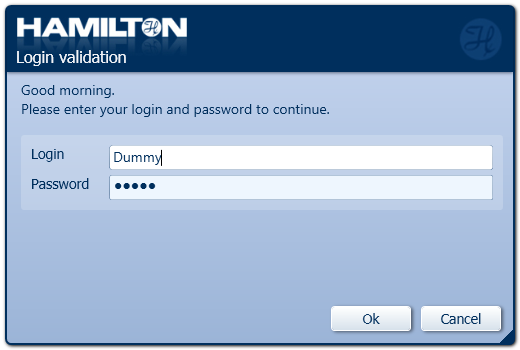 HAMILTON
Login validation
Good morning.
Please enter your login and password to continue.
Login Dummy
Password •••••
Ok Cancel